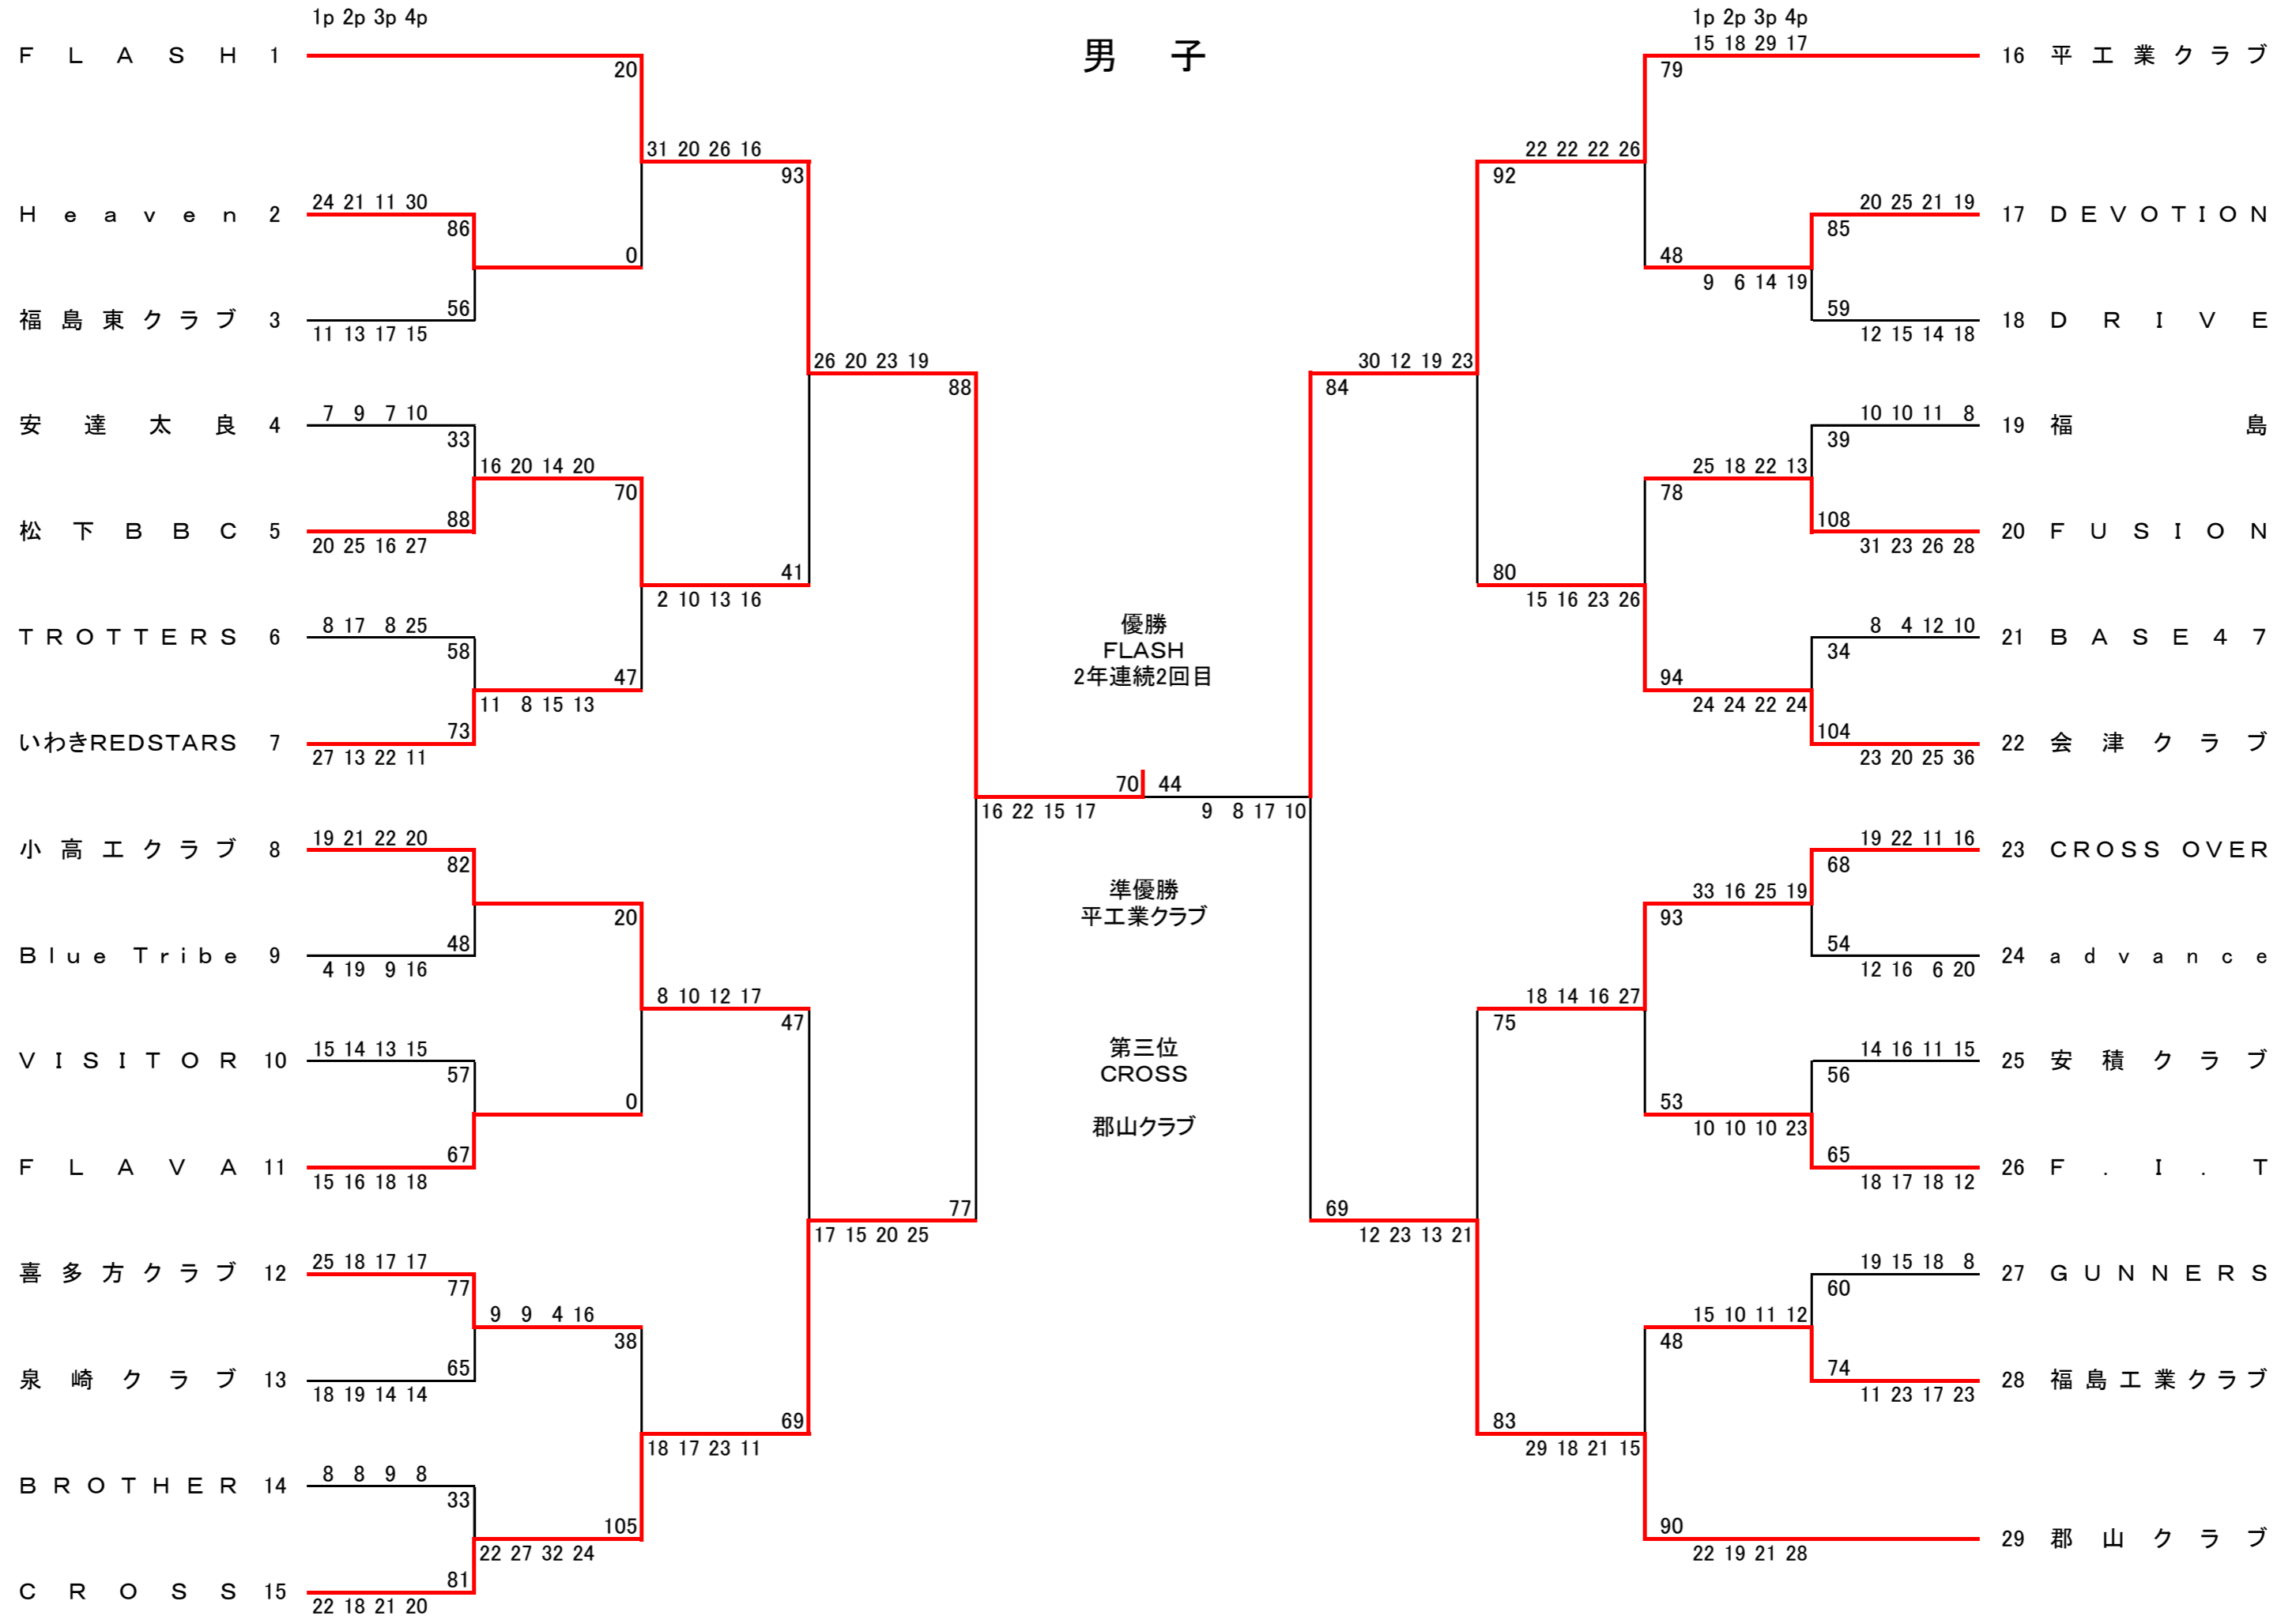 1p 2p 3p 4p
1p 2p 3p 4p
男 子
15 18 29 17
FLASH 1
16 平工業クラブ
20
79
31 20 26 16
22 22 22 26
93
92
24 21 11 30
20 25 21 19
Heaven 2
17 DEVOTION
86
85
0
48
9 6 14 19
56
59
福島東クラブ 3
18 DRIVE
11 13 17 15
12 15 14 18
26 20 23 19
30 12 19 23
88
84
7 9 7 10
10 10 11 8
安達太良 4
19 福島
33
39
16 20 14 20
25 18 22 13
70
78
88
108
松下BBC 5
20 FUSION
20 25 16 27
31 23 26 28
41
80
2 10 13 16
15 16 23 26
優勝
FLASH
2年連続2回目
8 17 8 25
8 4 12 10
TROTTERS 6
21 BASE47
58
34
47
94
11 8 15 13
24 24 22 24
73
104
いわきREDSTARS 7
22 会津クラブ
27 13 22 11
23 20 25 36
70 44
16 22 15 17
9 8 17 10
19 21 22 20
19 22 11 16
小高工クラブ 8
23 CROSS OVER
82
68
33 16 25 19
準優勝
平工業クラブ
20
93
48
54
Blue Tribe 9
24 advance
4 19 9 16
12 16 6 20
8 10 12 17
18 14 16 27
47
75
第三位
CROSS
郡山クラブ
15 14 13 15
14 16 11 15
VISITOR 10
25 安積クラブ
57
56
0
53
10 10 10 23
67
65
FLAVA 11
26 F.I.T
15 16 18 18
18 17 18 12
77
69
17 15 20 25
12 23 13 21
25 18 17 17
19 15 18 8
喜多方クラブ 12
27 GUNNERS
77
60
9 9 4 16
15 10 11 12
38
48
65
74
泉崎クラブ 13
28 福島工業クラブ
18 19 14 14
11 23 17 23
69
83
18 17 23 11
29 18 21 15
8 8 9 8
BROTHER 14
33
105
90
29 郡山クラブ
22 27 32 24
22 19 21 28
81
CROSS 15
22 18 21 20